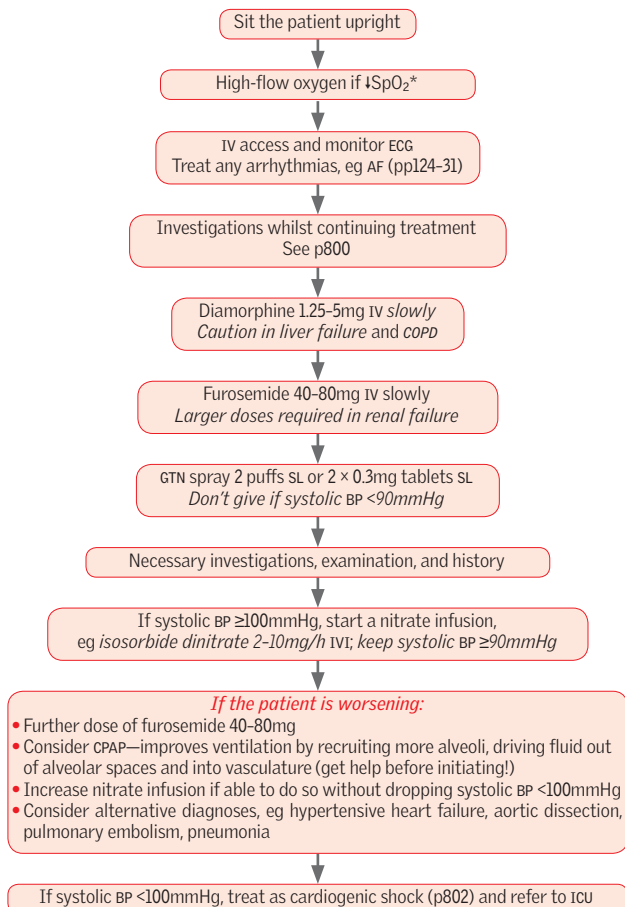 Sit the patient upright
High-flow oxygen if ↓SpO₂*
IV access and monitor ECG
Treat any arrhythmias, eg AF (pp124–31)
Investigations whilst continuing treatment
See p800
Diamorphine 1.25–5mg IV slowly
Caution in liver failure and COPD
Furosemide 40–80mg IV slowly
Larger doses required in renal failure
GTN spray 2 puffs SL or 2 × 0.3mg tablets SL
Don't give if systolic BP <90mmHg
Necessary investigations, examination, and history
If systolic BP ≥100mmHg, start a nitrate infusion,
eg isosorbide dinitrate 2–10mg/h IVI; keep systolic BP ≥90mmHg
If the patient is worsening:
• Further dose of furosemide 40–80mg
• Consider CPAP—improves ventilation by recruiting more alveoli, driving fluid out
of alveolar spaces and into vasculature (get help before initiating!)
• Increase nitrate infusion if able to do so without dropping systolic BP <100mmHg
• Consider alternative diagnoses, eg hypertensive heart failure, aortic dissection,
pulmonary embolism, pneumonia
If systolic BP <100mmHg, treat as cardiogenic shock (p802) and refer to ICU